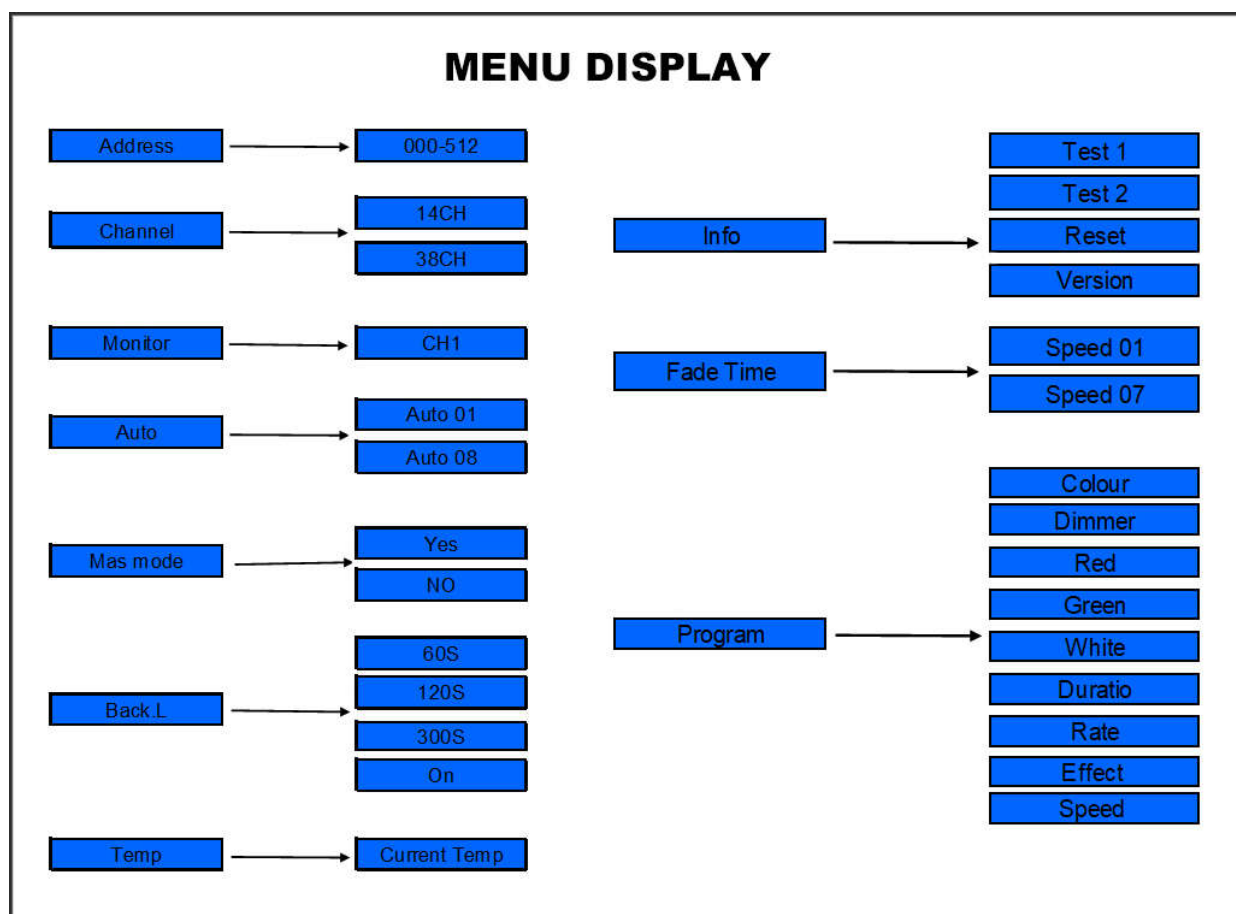 MENU DISPLAY
Address
000-512
Channel
14CH
38CH
Monitor
CH1
Auto
Auto 01
Auto 08
Mas mode
Yes
NO
Back.L
60S
120S
300S
On
Temp
Current Temp
Info
Test 1
Test 2
Reset
Version
Fade Time
Speed 01
Speed 07
Program
Colour
Dimmer
Red
Green
White
Duratio
Rate
Effect
Speed